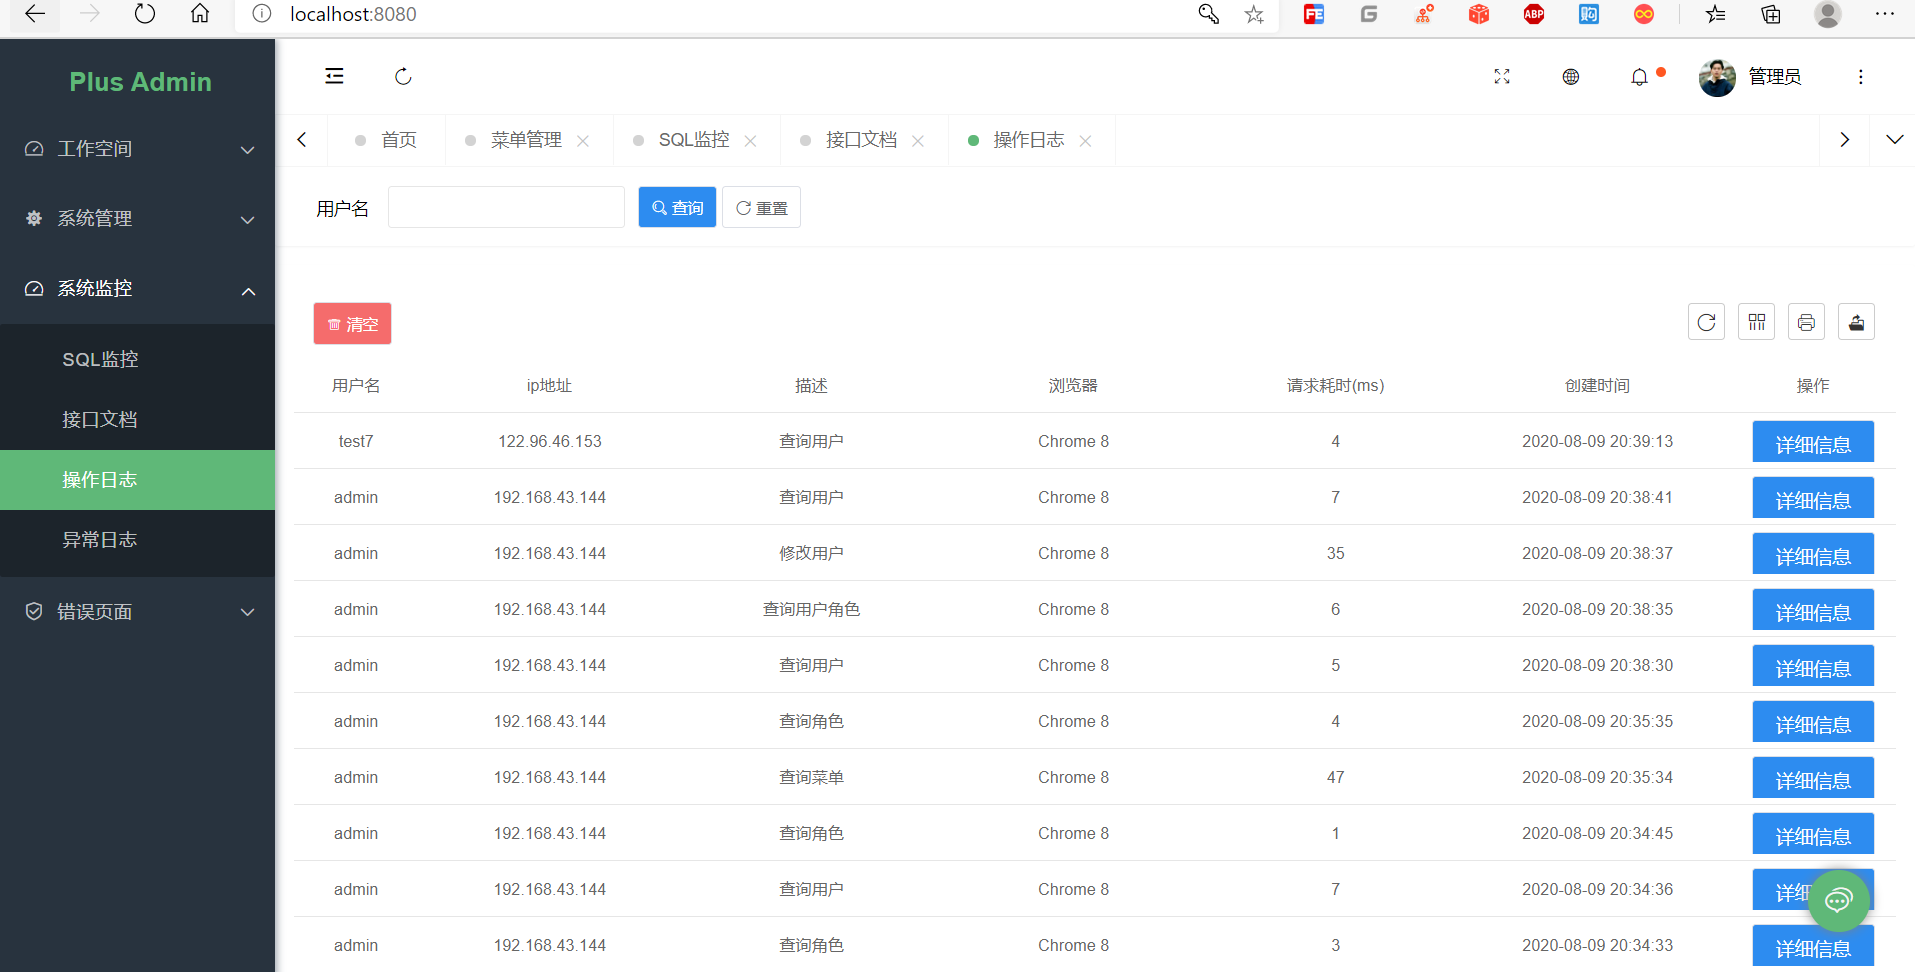 localhost:8080
FE
G
ABP
购
Plus Admin
管理员
首页 菜单管理 SQL监控 接口文档 操作日志
工作空间
系统管理
系统监控
SQL监控
接口文档
操作日志
异常日志
错误页面
用户名 查询 重置
清空
用户名 ip地址 描述 浏览器 请求耗时(ms) 创建时间 操作
test7 122.96.46.153 查询用户 Chrome 8 4 2020-08-09 20:39:13 详细信息
admin 192.168.43.144 查询用户 Chrome 8 7 2020-08-09 20:38:41 详细信息
admin 192.168.43.144 修改用户 Chrome 8 35 2020-08-09 20:38:37 详细信息
admin 192.168.43.144 查询用户角色 Chrome 8 6 2020-08-09 20:38:35 详细信息
admin 192.168.43.144 查询用户 Chrome 8 5 2020-08-09 20:38:30 详细信息
admin 192.168.43.144 查询角色 Chrome 8 4 2020-08-09 20:35:35 详细信息
admin 192.168.43.144 查询菜单 Chrome 8 47 2020-08-09 20:35:34 详细信息
admin 192.168.43.144 查询角色 Chrome 8 1 2020-08-09 20:34:45 详细信息
admin 192.168.43.144 查询用户 Chrome 8 7 2020-08-09 20:34:36 详细
admin 192.168.43.144 查询角色 Chrome 8 3 2020-08-09 20:34:33 详细信息